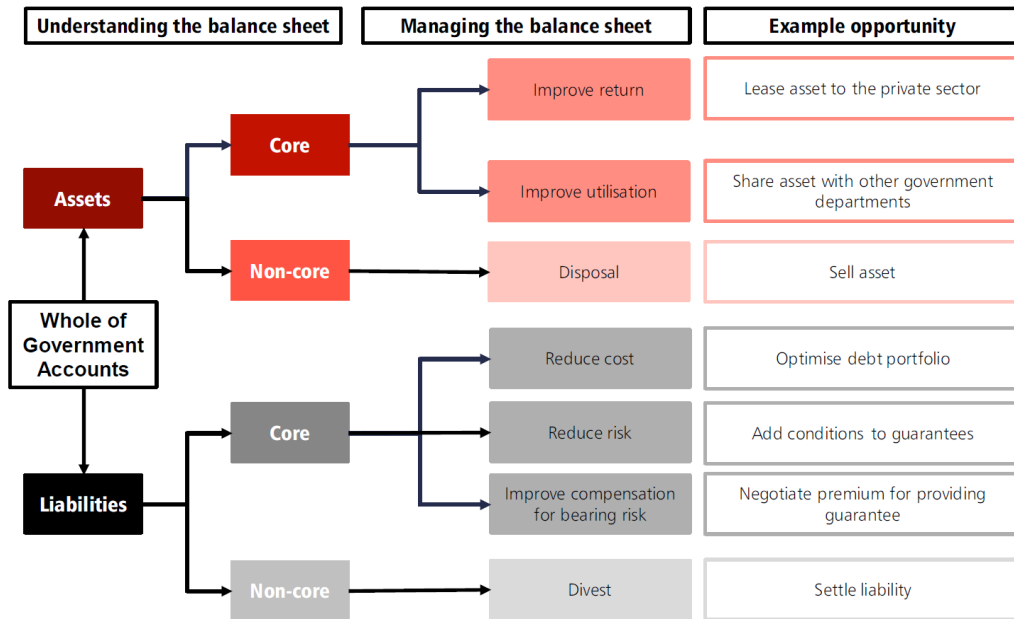 Understanding the balance sheet
Managing the balance sheet
Example opportunity
Improve return
Lease asset to the private sector
Core
Improve utilisation
Share asset with other government
departments
Assets
Non-core
Disposal
Sell asset
Whole of
Government
Accounts
Reduce cost
Optimise debt portfolio
Core
Reduce risk
Add conditions to guarantees
Liabilities
Improve compensation
for bearing risk
Negotiate premium for providing
guarantee
Non-core
Divest
Settle liability